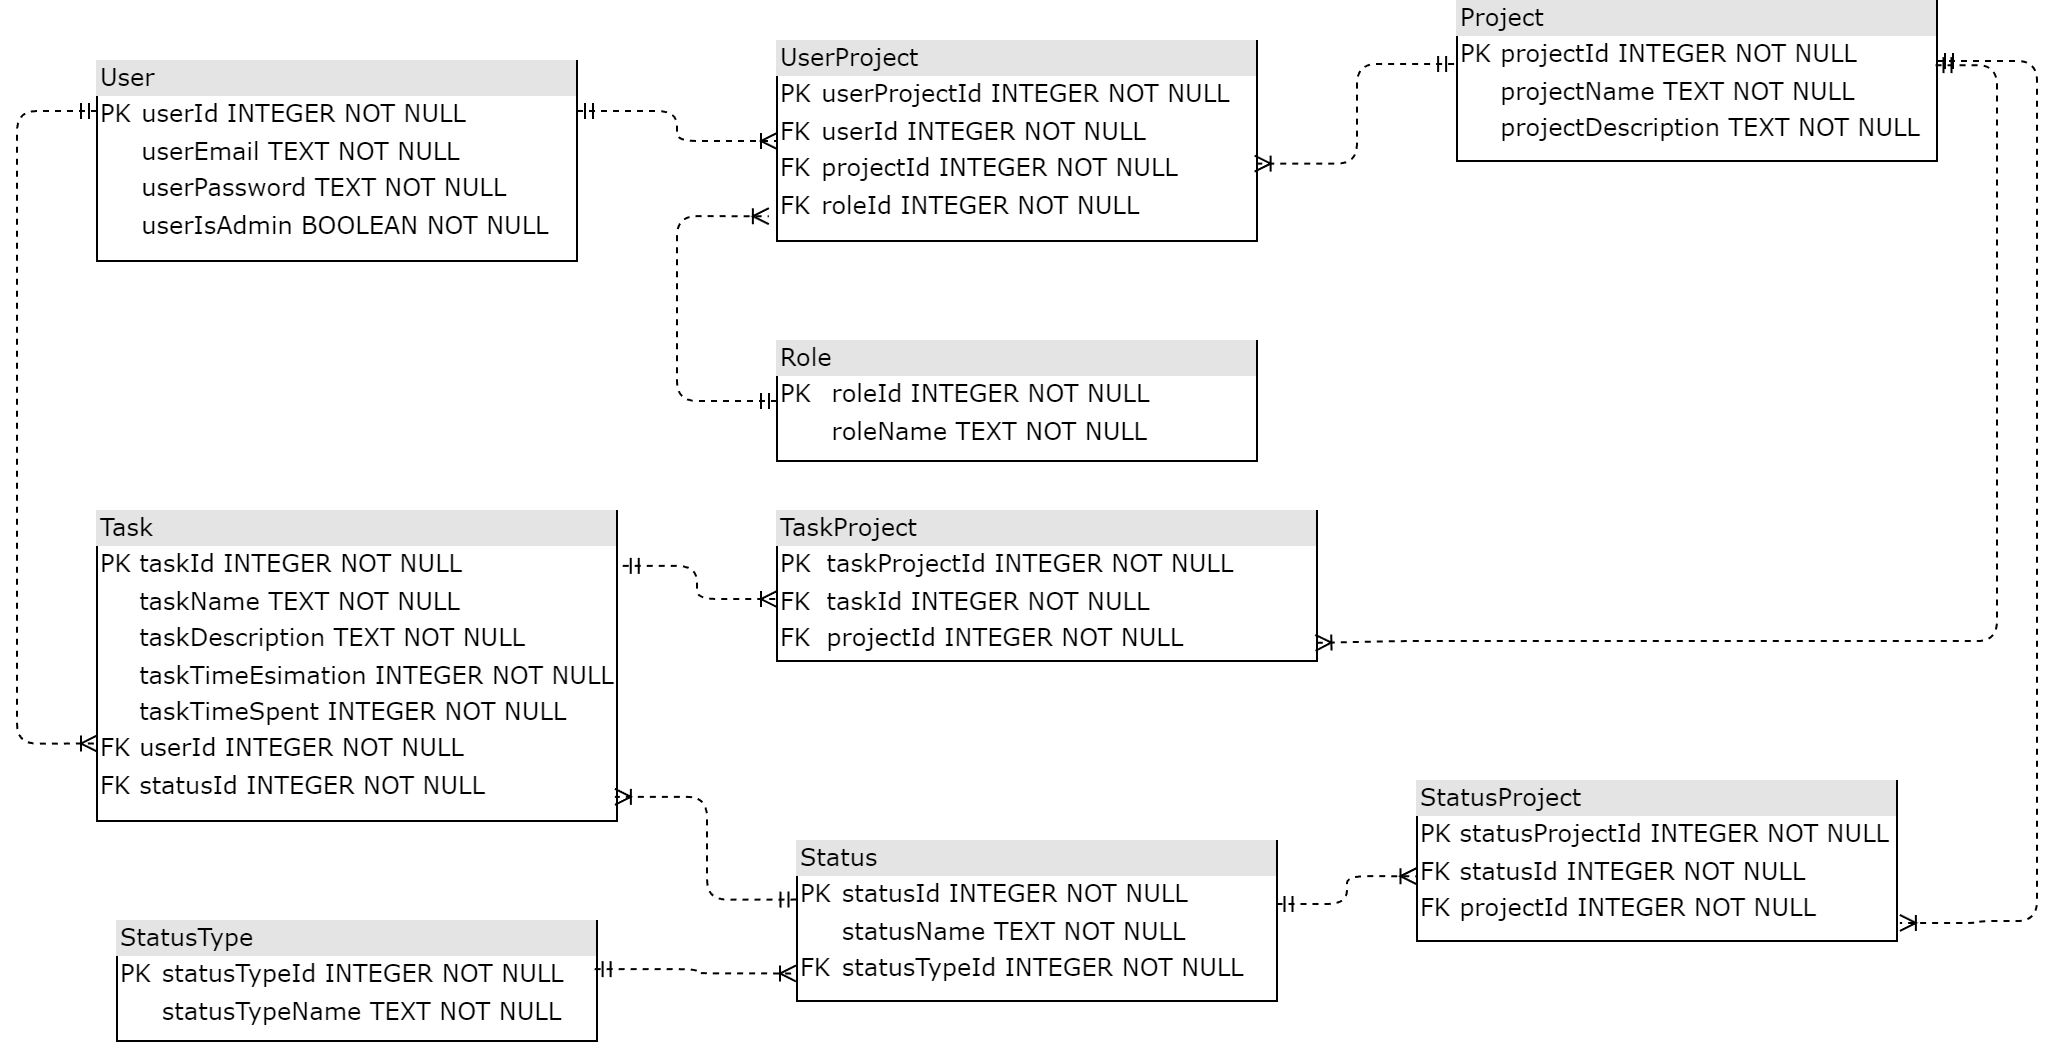 User
PK userId INTEGER NOT NULL
userEmail TEXT NOT NULL
userPassword TEXT NOT NULL
userIsAdmin BOOLEAN NOT NULL
UserProject
PK userProjectId INTEGER NOT NULL
FK userId INTEGER NOT NULL
FK projectId INTEGER NOT NULL
FK roleId INTEGER NOT NULL
Project
PK projectId INTEGER NOT NULL
projectName TEXT NOT NULL
projectDescription TEXT NOT NULL
Role
PK roleId INTEGER NOT NULL
roleName TEXT NOT NULL
Task
PK taskId INTEGER NOT NULL
taskName TEXT NOT NULL
taskDescription TEXT NOT NULL
taskTimeEsimation INTEGER NOT NULL
taskTimeSpent INTEGER NOT NULL
FK userId INTEGER NOT NULL
FK statusId INTEGER NOT NULL
TaskProject
PK taskProjectId INTEGER NOT NULL
FK taskId INTEGER NOT NULL
FK projectId INTEGER NOT NULL
StatusProject
PK statusProjectId INTEGER NOT NULL
FK statusId INTEGER NOT NULL
FK projectId INTEGER NOT NULL
Status
PK statusId INTEGER NOT NULL
statusName TEXT NOT NULL
FK statusTypeId INTEGER NOT NULL
StatusType
PK statusTypeId INTEGER NOT NULL
statusTypeName TEXT NOT NULL